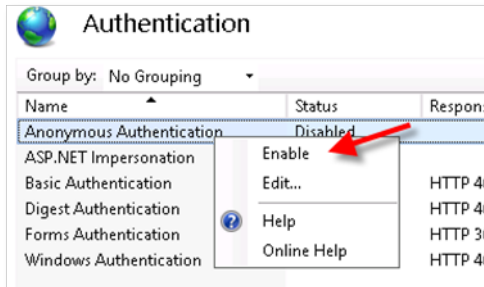 Authentication
Group by: No Grouping
Name Status Respon
Anonymous Authentication Disabled
ASP.NET Impersonation Enable
Basic Authentication Edit... HTTP 4
Digest Authentication HTTP 4
Forms Authentication Help HTTP 3
Windows Authentication Online Help HTTP 4